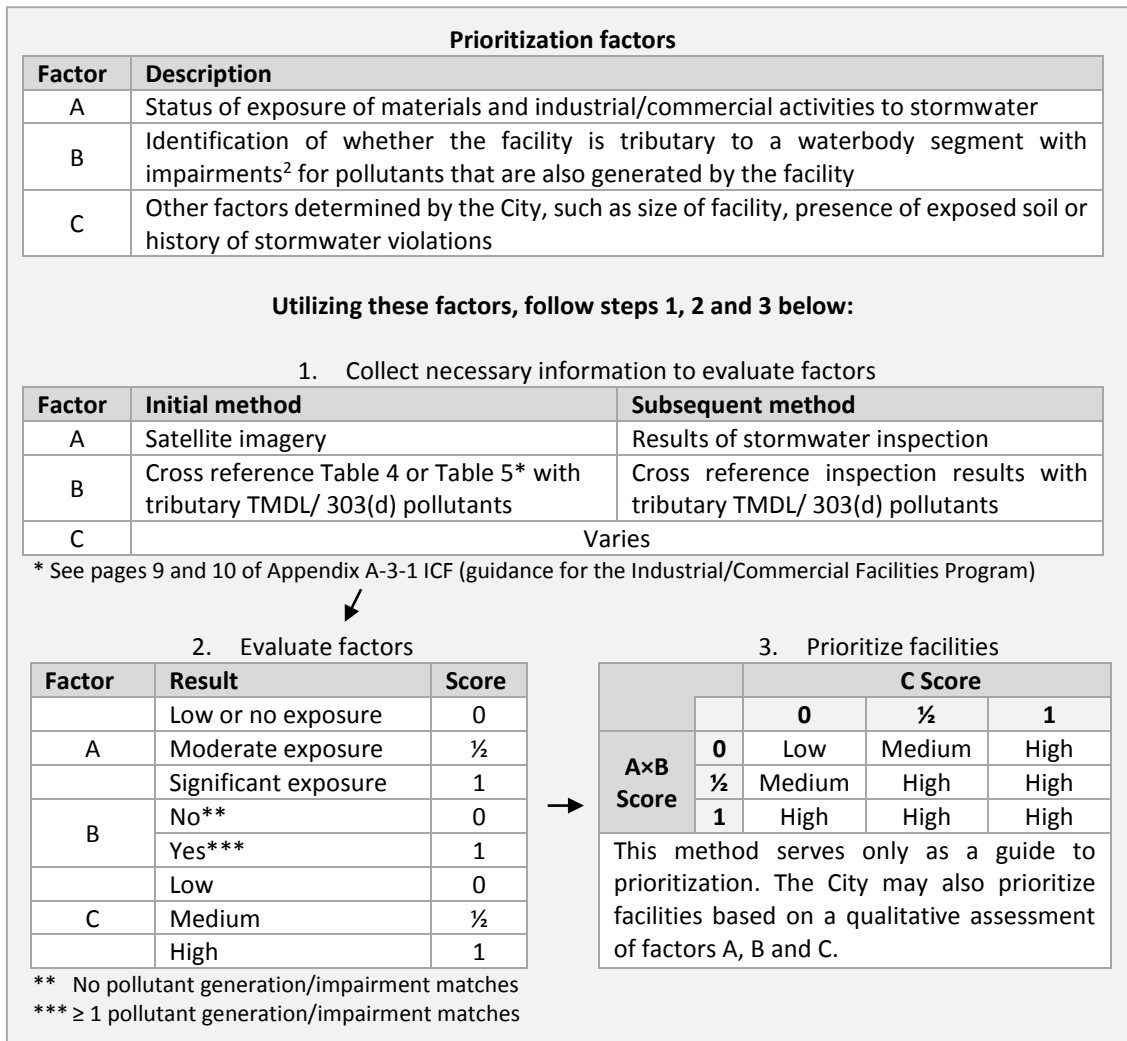 Prioritization factors
Factor Description
A Status of exposure of materials and industrial/commercial activities to stormwater
B Identification of whether the facility is tributary to a waterbody segment with
impairments2 for pollutants that are also generated by the facility
C Other factors determined by the City, such as size of facility, presence of exposed soil or
history of stormwater violations
Utilizing these factors, follow steps 1, 2 and 3 below:
1. Collect necessary information to evaluate factors
Factor Initial method Subsequent method
A Satellite imagery Results of stormwater inspection
B Cross reference Table 4 or Table 5* with
tributary TMDL/ 303(d) pollutants
Cross reference inspection results with
tributary TMDL/ 303(d) pollutants
C Varies
* See pages 9 and 10 of Appendix A-3-1 ICF (guidance for the Industrial/Commercial Facilities Program)
2. Evaluate factors
Factor Result Score
Low or no exposure 0
A Moderate exposure ½
Significant exposure 1
B No** 0
Yes*** 1
Low 0
C Medium ½
High 1
** No pollutant generation/impairment matches
*** ≥ 1 pollutant generation/impairment matches
3. Prioritize facilities
C Score
0 ½ 1
A×B
Score
0 Low Medium High
½ Medium High High
1 High High High
This method serves only as a guide to
prioritization. The City may also prioritize
facilities based on a qualitative assessment
of factors A, B and C.